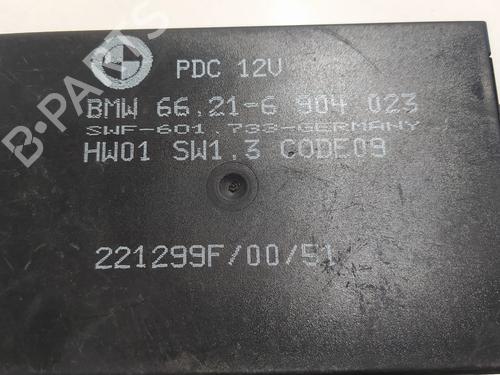 PDC 12V
BMW 66.21-6 904 023
SWF-601.733-GERMANY
HW01 SW1.3 CODE09
221299F/00/51
B-PARTS